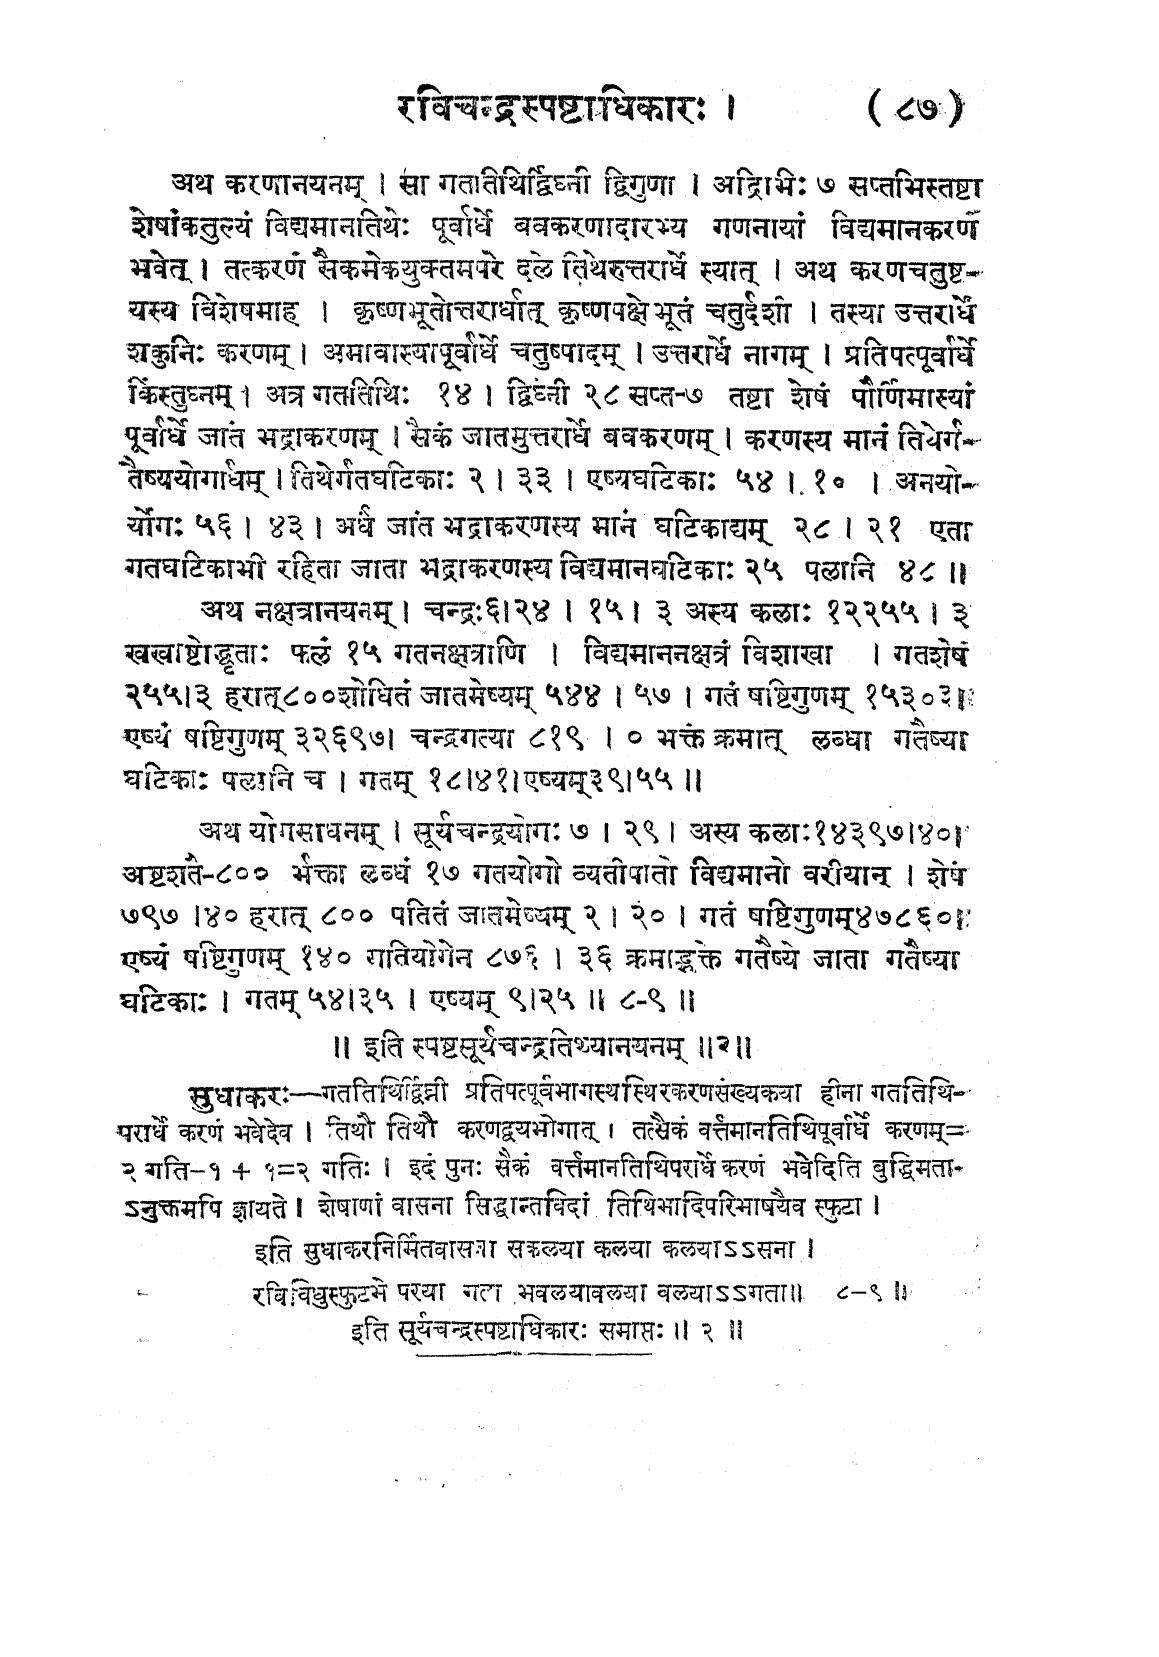 रविचन्द्रस्पष्टाधिकारः । (८७)
अथ करणानयनम् । सा गतातिथिर्द्विघ्नी द्विगुणा । अद्रिभिः ७ सप्तभिस्तष्टा
शेषांकतुल्यं विद्यमानतिथेः पूर्वार्धे बवकरणादारभ्य गणनायां विद्यमानकरणं
भवेत् । तत्करणं सैकमेकयुक्तमपरे दले तिथेरुत्तरार्धे स्यात् । अथ करणचतुष्ट-
यस्य विशेषमाह । कृष्णभूतोत्तरार्धात् कृष्णपक्षे भूतं चतुर्दशी । तस्या उत्तरार्धे
शकुनिः करणम् । अमावास्यापूर्वार्धे चतुष्पादम् । उत्तरार्धे नागम् । प्रतिपत्पूर्वार्धे
किंस्तुघ्नम् । अत्र गततिथिः १४ । द्विघ्नी २८ सप्त-७ तष्टा शेषं पौर्णिमास्यां
पूर्वार्धे जातं भद्राकरणम् । सैकं जातमुत्तरार्धे बवकरणम् । करणस्य मानं तिथेर्ग-
तैष्ययोगार्धम् । तिथेर्गतघटिकाः २ । ३३ । एष्यघटिकाः ५४ । १० । अनयो-
र्योगः ५६ । ४३ । अर्धं जांत भद्राकरणस्य मानं घटिकाद्यम् २८ । २१ एता
गतघटिकाभी रहिता जाता भद्राकरणस्य विद्यमानघटिकाः २५ पलानि ४८ ॥
अथ नक्षत्रानयनम् । चन्द्रः६।२४ । १५ । ३ अस्य कलाः १२२५५ । ३
खखाष्टोद्धृताः फलं १५ गतनक्षत्राणि । विद्यमाननक्षत्रं विशाखा । गतशेषं
२५५।३ हरात्८००शोधितं जातमेष्यम् ५४४ । ५७ । गतं षष्टिगुणम् १५३०३।
एष्यं षष्टिगुणम् ३२६९७। चन्द्रगत्या ८१९ । ० भक्तं क्रमात् लब्धा गतैष्या
घटिकाः पलानि च । गतम् १८।४१।एष्यम्३९।५५ ॥
अथ योगसाधनम् । सूर्यचन्द्रयोगः ७ । २९ । अस्य कलाः१४३९७।४०।
अष्टशतै-८०० र्भक्ता लब्धं १७ गतयोगो व्यतीपातो विद्यमानो वरीयान् । शेषं
७९७ ।४० हरात् ८०० पतितं जातमेष्यम् २ । २० । गतं षष्टिगुणम्४७८६०।
एष्यं षष्टिगुणम् १४० गतियोगेन ८७६ । ३६ क्रमाद्भक्ते गतैष्ये जाता गतैष्या
घटिकाः । गतम् ५४।३५ । एष्यम् ९।२५ ॥ ८-९ ॥
॥ इति स्पष्टसूर्यचन्द्रतिथ्यानयनम् ॥२॥
सुधाकरः—गततिथिर्द्विघ्नी प्रतिपत्पूर्वभागस्थस्थिरकरणसंख्यकया हीना गततिथि-
परार्धे करणं भवेदेव । तिथौ तिथौ करणद्वयभोगात् । तत्सैकं वर्त्तमानतिथिपूर्वार्धे करणम्=
२ गति-१ + १=२ गतिः । इदं पुनः सैकं वर्त्तमानतिथिपरार्धे करणं भवेदिति बुद्धिमता-
ऽनुक्तमपि ज्ञायते । शेषाणां वासना सिद्धान्तविदां तिथिभादिपरिभाषयैव स्फुटा ।
इति सुधाकरनिर्मितवासना सकलया कलया कलयाऽऽसना ।
रविविधुस्फुटभे परया गता भवलयावलया वलयाऽऽगता॥ ८-९ ॥
इति सूर्यचन्द्रस्पष्टाधिकारः समाप्तः ॥ २ ॥